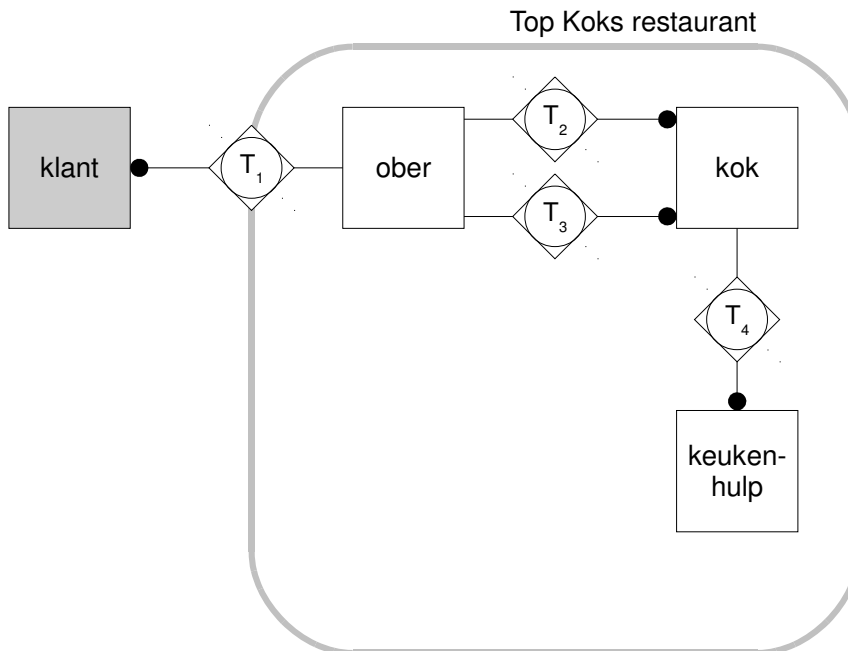 Top Koks restaurant
klant
T1
ober
T2
T3
kok
T4
keuken-
hulp